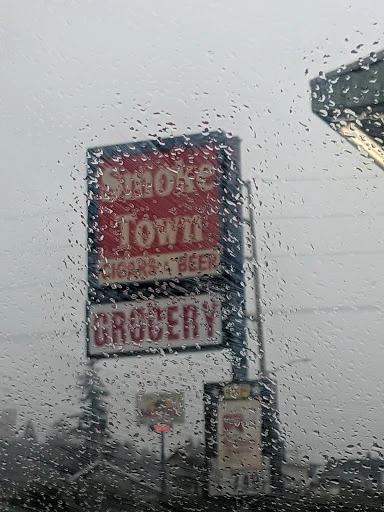 Smoke
Town
CIGARS & BEER
GROCERY